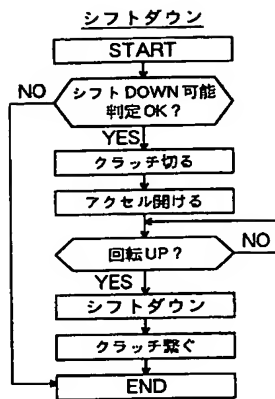 シフトダウン
START
NO
シフトDOWN可能
判定OK?
YES
クラッチ切る
アクセル開ける
回転UP?
NO
YES
シフトダウン
クラッチ繋ぐ
END